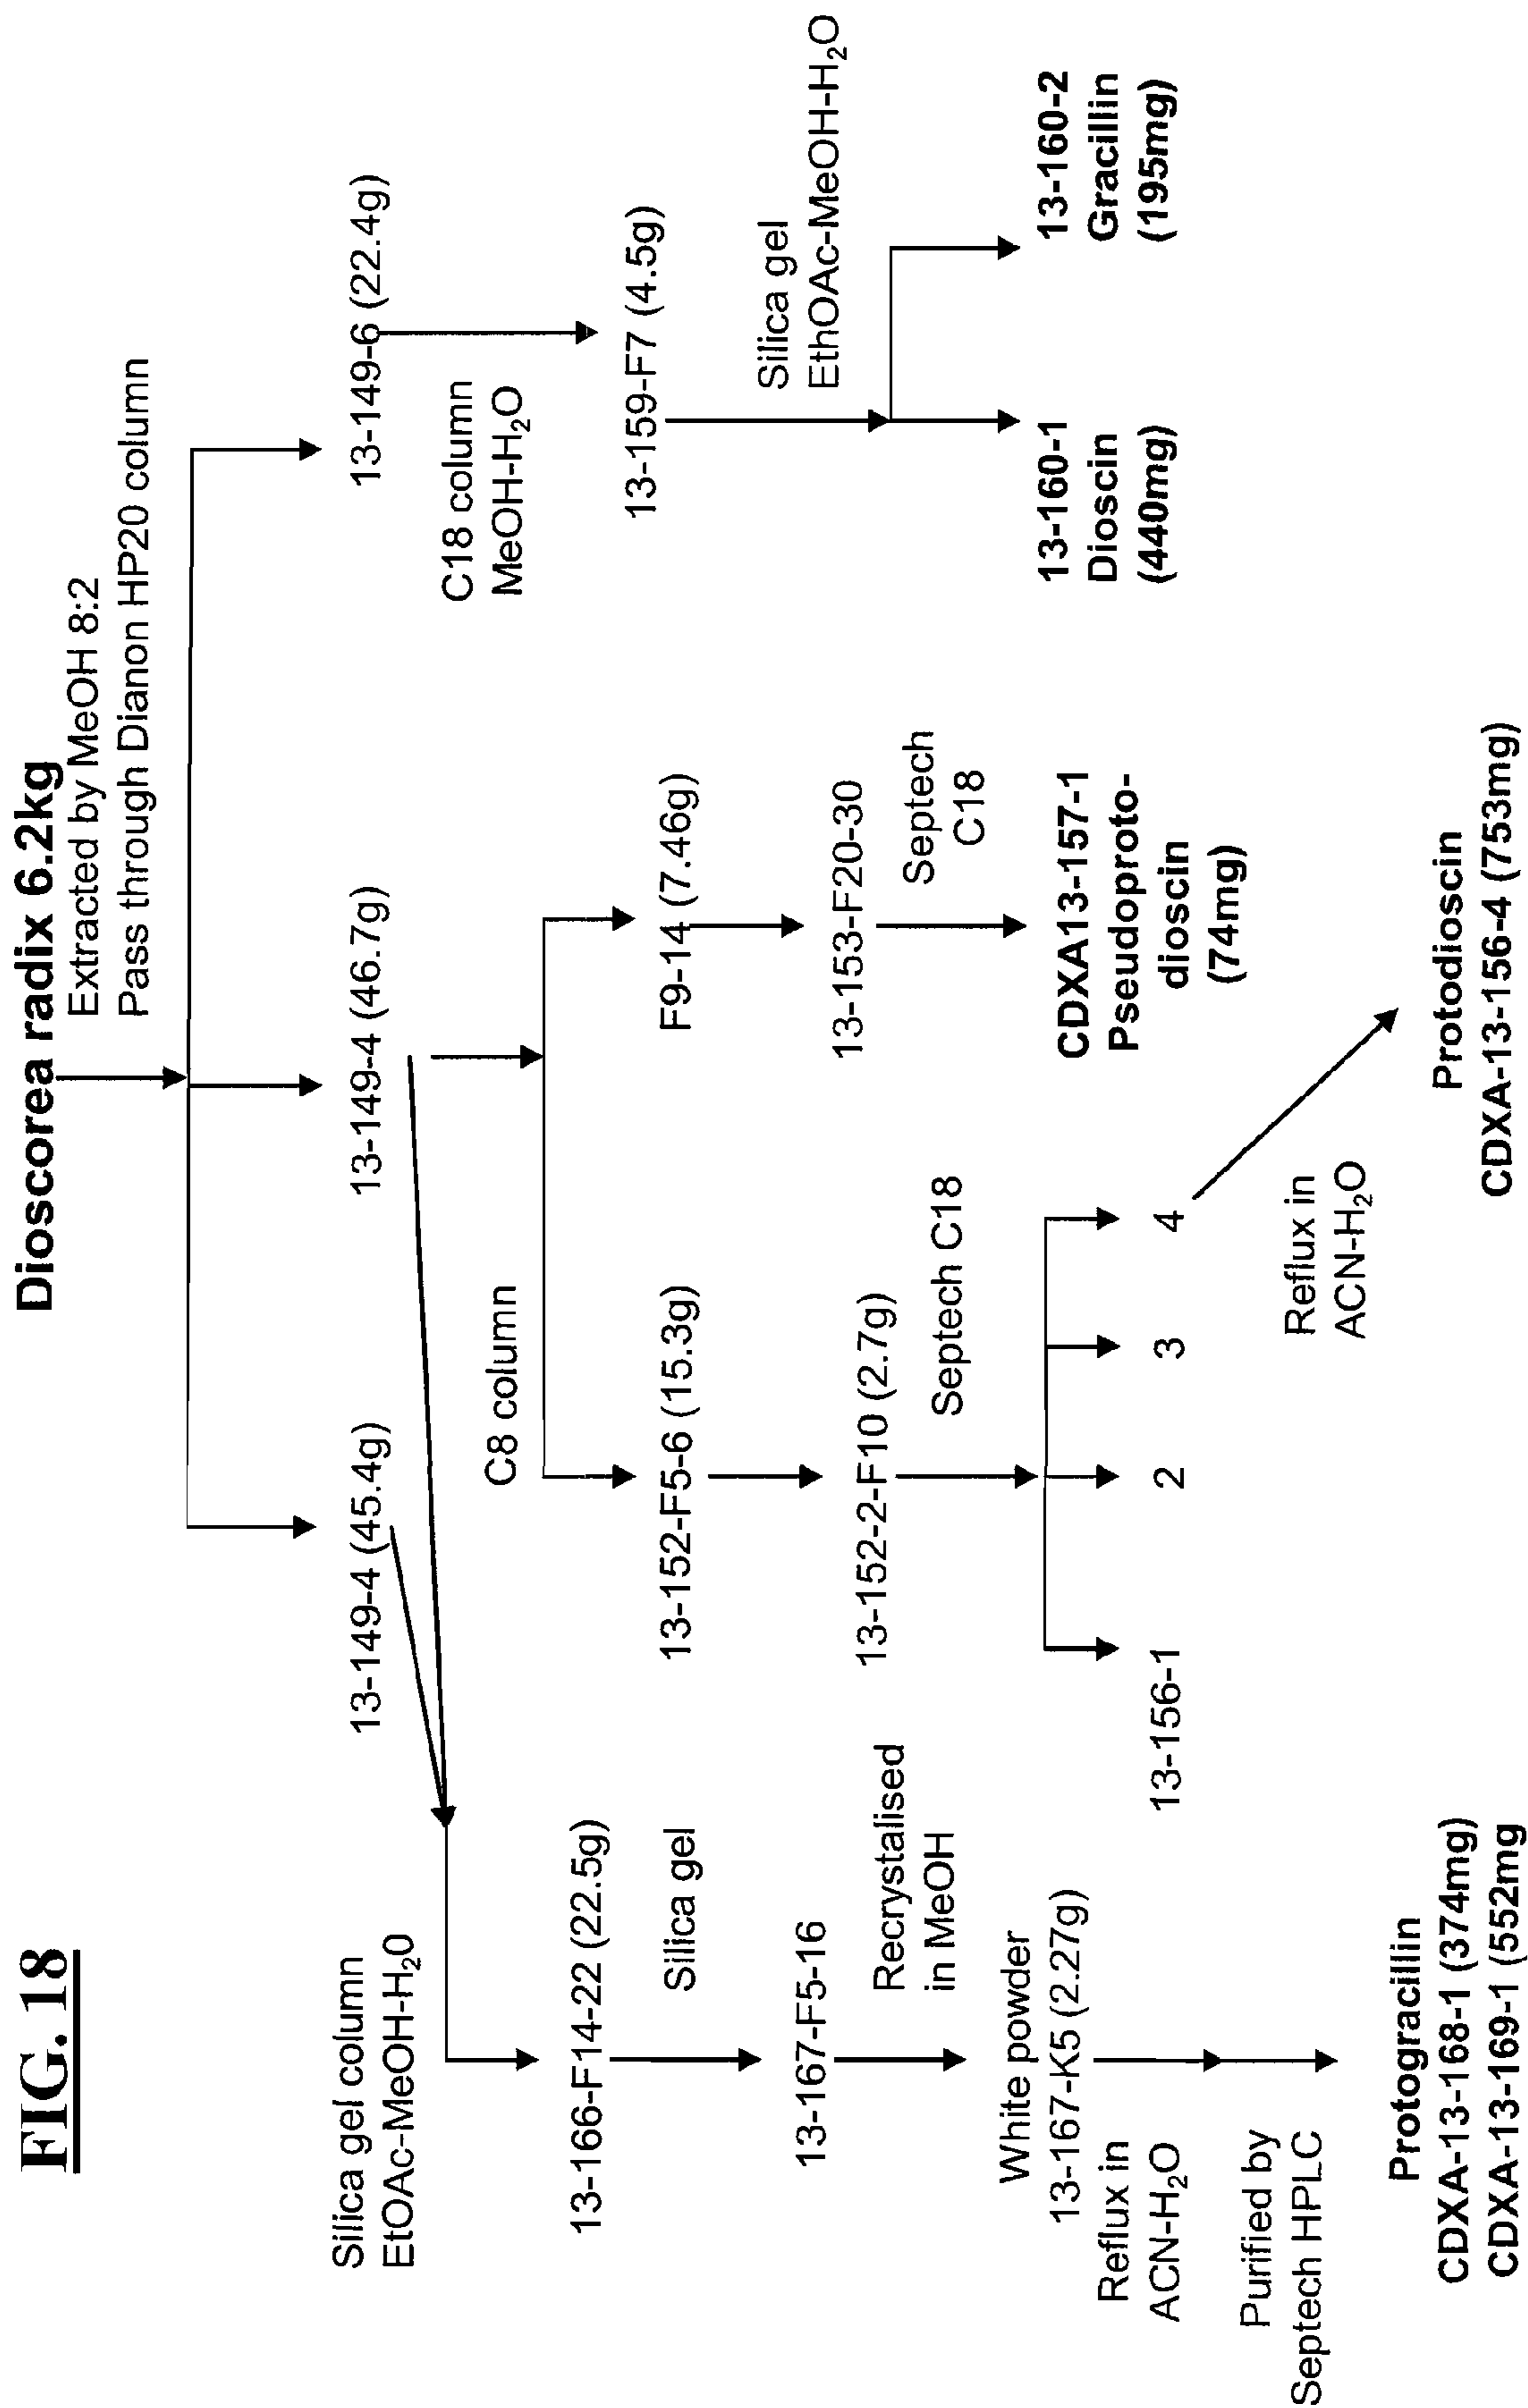 FIG. 18
Dioscorea radix 6.2kg
Extracted by MeOH 8:2
Pass through Dianon HP20 column
13-149-4 (45.4g)
13-149-4 (46.7g)
13-149-6 (22.4g)
Silica gel column
EtOAc-MeOH-H₂0
C8 column
C18 column
MeOH-H₂O
13-166-F14-22 (22.5g)
13-152-F5-6 (15.3g)
F9-14 (7.46g)
13-159-F7 (4.5g)
Silica gel
Silica gel
EthOAc-MeOH-H₂O
13-167-F5-16
13-152-2-F10 (2.7g)
13-153-F20-30
Recrystalised
in MeOH
Septech C18
Septech
C18
White powder
13-167-K5 (2.27g)
CDXA13-157-1
Pseudoproto-
dioscin
(74mg)
13-160-1
Dioscin
(440mg)
13-160-2
Gracillin
(195mg)
Reflux in
ACN-H₂O
13-156-1
2
3
4
Purified by
Septech HPLC
Reflux in
ACN-H₂O
Protogracillin
CDXA-13-168-1 (374mg)
CDXA-13-169-1 (552mg
Protodioscin
CDXA-13-156-4 (753mg)